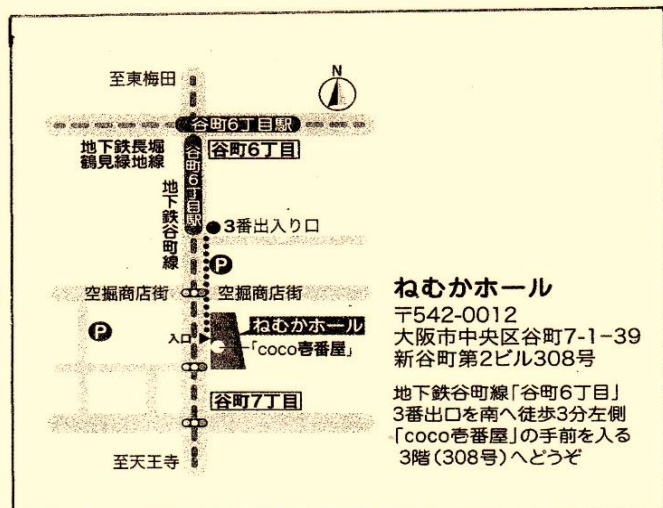 至東梅田
N
谷町6丁目駅
地下鉄長堀
鶴見緑地線
谷町6丁目駅
谷町6丁目
地下鉄谷町線
3番出入り口
P
空掘商店街
空掘商店街
P
ねむかホール
入口
「coco壱番屋」
谷町7丁目
至天王寺
ねむかホール
〒542-0012
大阪市中央区谷町7-1-39
新谷町第2ビル308号
地下鉄谷町線「谷町6丁目」
3番出口を南へ徒歩3分左側
「coco壱番屋」の手前を入る
3階(308号)へどうぞ